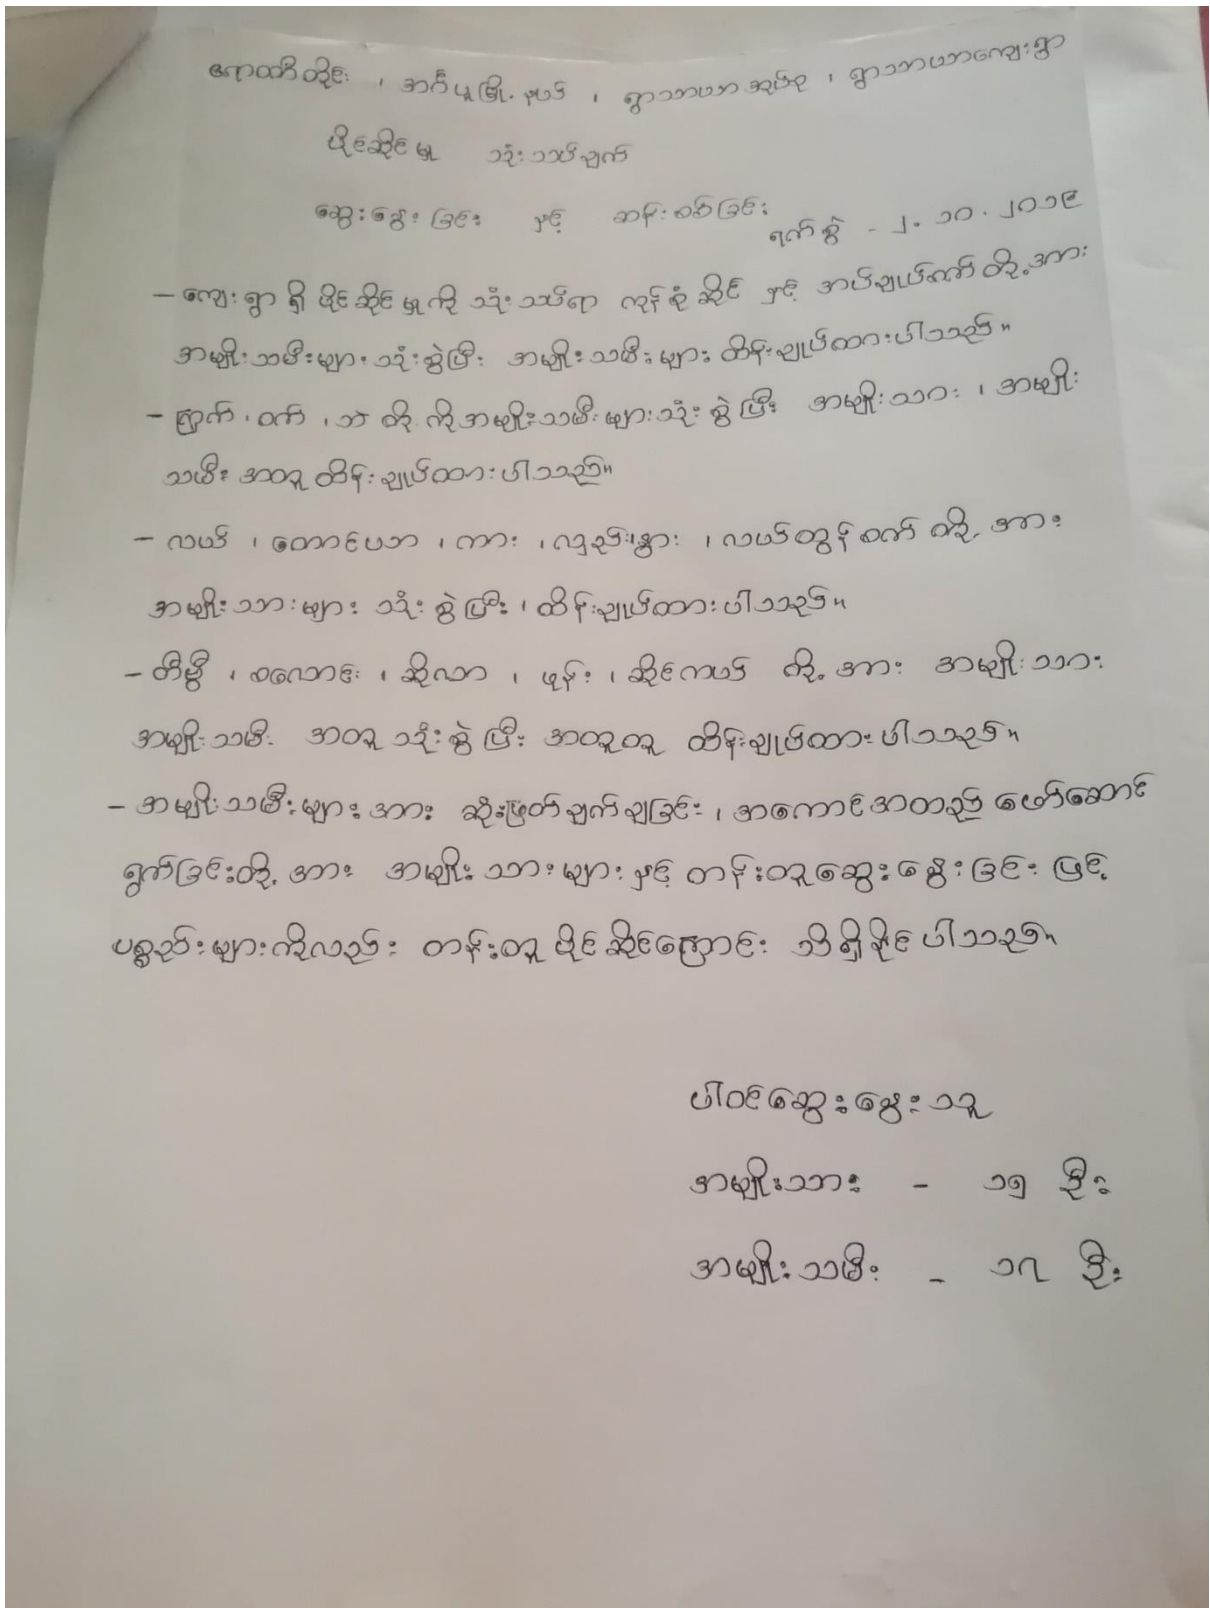 ဧရာဝတီတိုင်း ၊ အင်္ဂပူမြို့နယ် ၊ ရွာသာယာအုပ်စု ၊ ရွာသာယာကျေးရွာ
ပိုင်ဆိုင်မှု သုံးသပ်ချက်
ဆွေးနွေးခြင်း နှင့် ဆန်းစစ်ခြင်း
ရက်စွဲ - ၂.၁၀.၂၀၁၉
- ကျေးရွာရှိ ပိုင်ဆိုင်မှုကို သုံးသပ်ရာ ကုန်စုံဆိုင် နှင့် အပ်ချုပ်စက်တို့အား
အမျိုးသမီးများ သုံးစွဲပြီး အမျိုးသမီးများ ထိန်းချုပ်ထားပါသည်။
- ကြက် ၊ ဝက် ၊ ဘဲ တို့ကို အမျိုးသမီးများသုံးစွဲပြီး အမျိုးသား ၊ အမျိုး
သမီး အတူ ထိန်းချုပ်ထားပါသည်။
- လယ် ၊ တောင်ယာ ၊ ကား ၊ လှည်း၊နွား ၊ လယ်ထွန်စက် တို့အား
အမျိုးသားများ သုံးစွဲပြီး ၊ ထိန်းချုပ်ထားပါသည်။
- တီဗွီ ၊ စလောင်း ၊ ဆိုလာ ၊ ဖုန်း ၊ ဆိုင်ကယ် တို့အား အမျိုးသား
အမျိုးသမီး အတူ သုံးစွဲပြီး အတူတူ ထိန်းချုပ်ထားပါသည်။
- အမျိုးသမီးများအား ဆုံးဖြတ်ချက်ချခြင်း ၊ အကောင်အထည်ဖော်ဆောင်
ရွက်ခြင်းတို့အား အမျိုးသားများနှင့် တန်းတူဆွေးနွေးခြင်းဖြင့်
ပစ္စည်းများကိုလည်း တန်းတူ ပိုင်ဆိုင်ကြောင်း သိရှိနိုင်ပါသည်။
ပါဝင်ဆွေးနွေးသူ
အမျိုးသား - ၁၅ ဦး
အမျိုးသမီး - ၁၇ ဦး